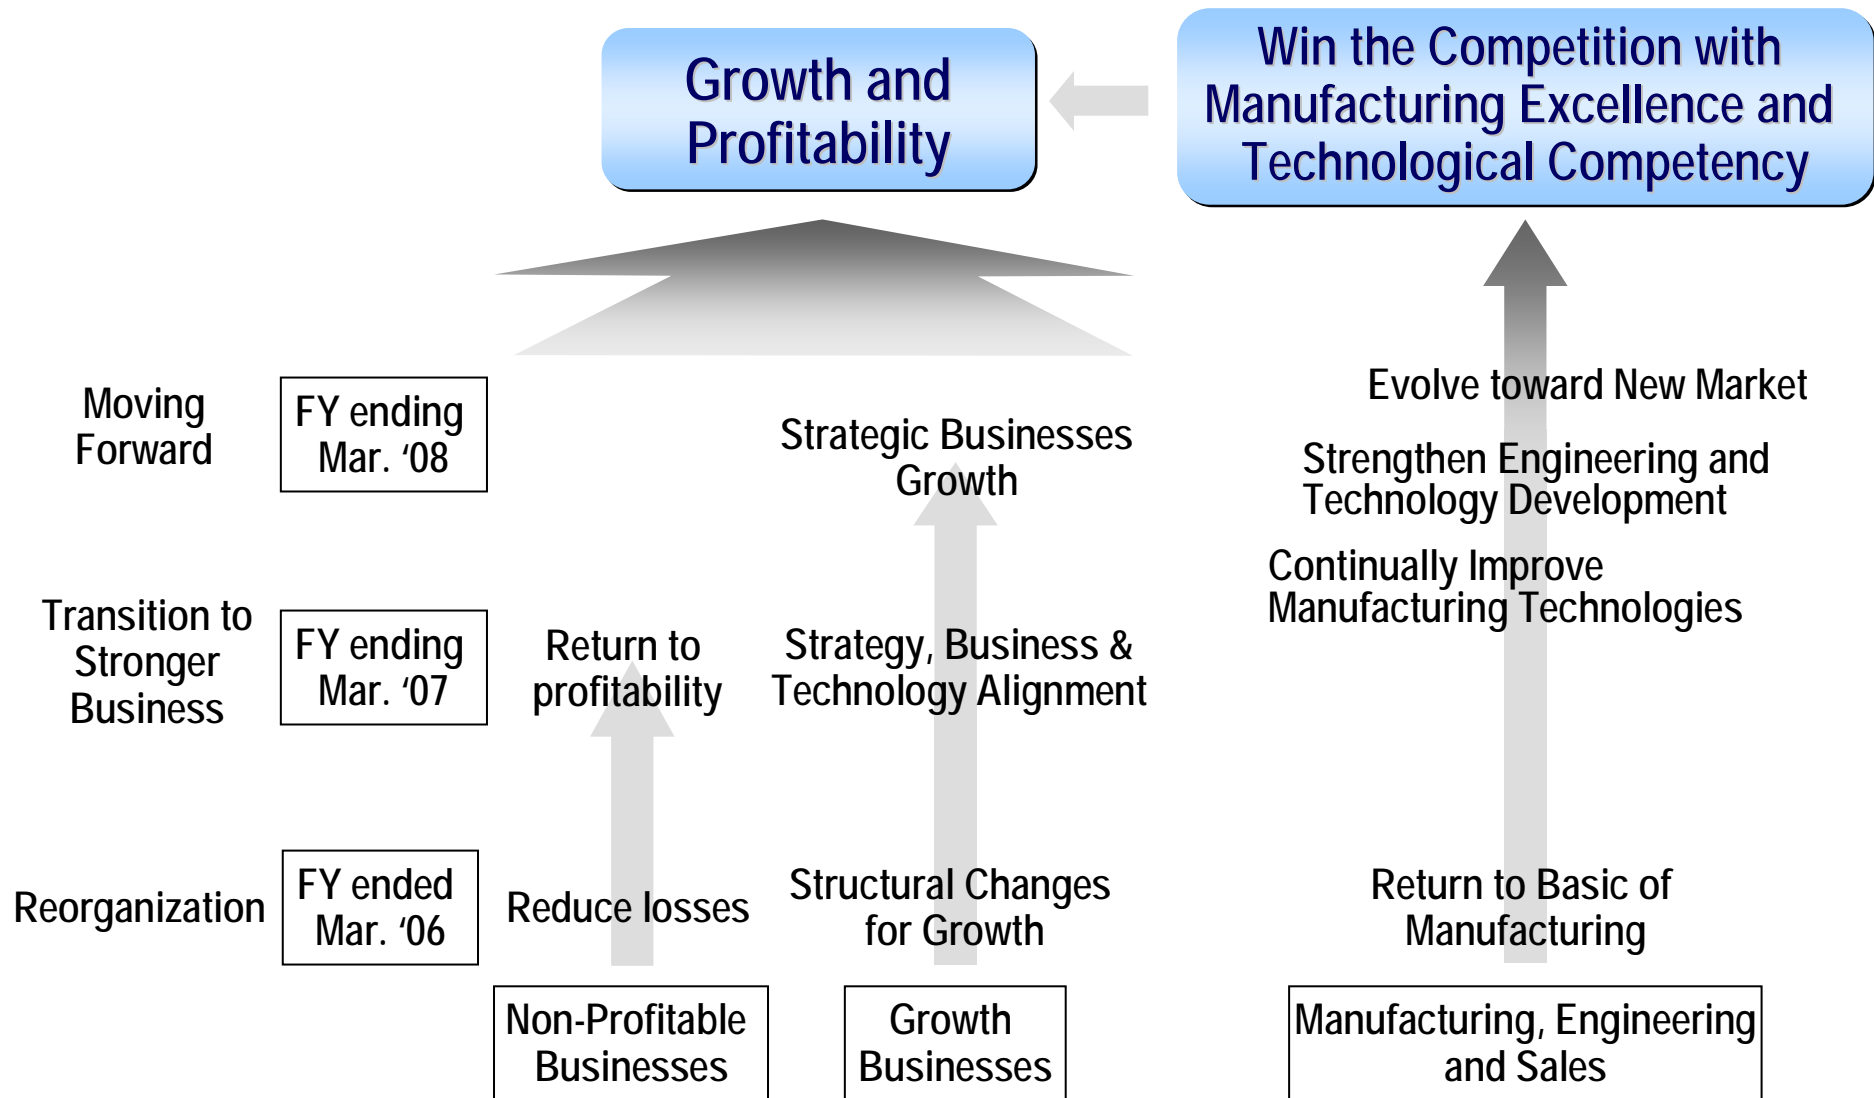 Growth and
Profitability
Win the Competition with
Manufacturing Excellence and
Technological Competency
Moving
Forward
FY ending
Mar. ‘08
Strategic Businesses
Growth
Evolve toward New Market
Strengthen Engineering and
Technology Development
Continually Improve
Manufacturing Technologies
Transition to
Stronger
Business
FY ending
Mar. ‘07
Return to
profitability
Strategy, Business &
Technology Alignment
Reorganization
FY ended
Mar. ‘06
Reduce losses
Structural Changes
for Growth
Return to Basic of
Manufacturing
Non-Profitable
Businesses
Growth
Businesses
Manufacturing, Engineering
and Sales